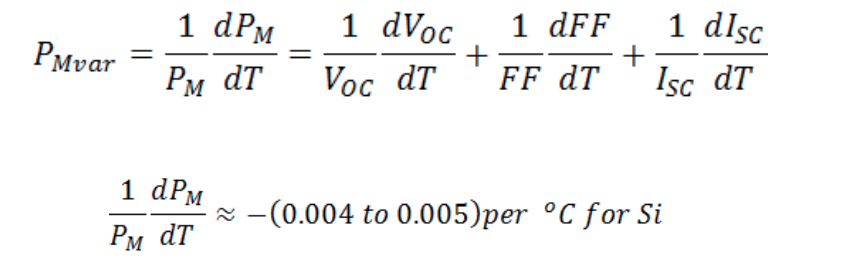 P_Mvar = 1/P_M dP_M/dT = 1/V_OC dV_OC/dT + 1/FF dFF/dT + 1/I_SC dI_SC/dT
1/P_M dP_M/dT ≈ −(0.004 to 0.005)per °C for Si